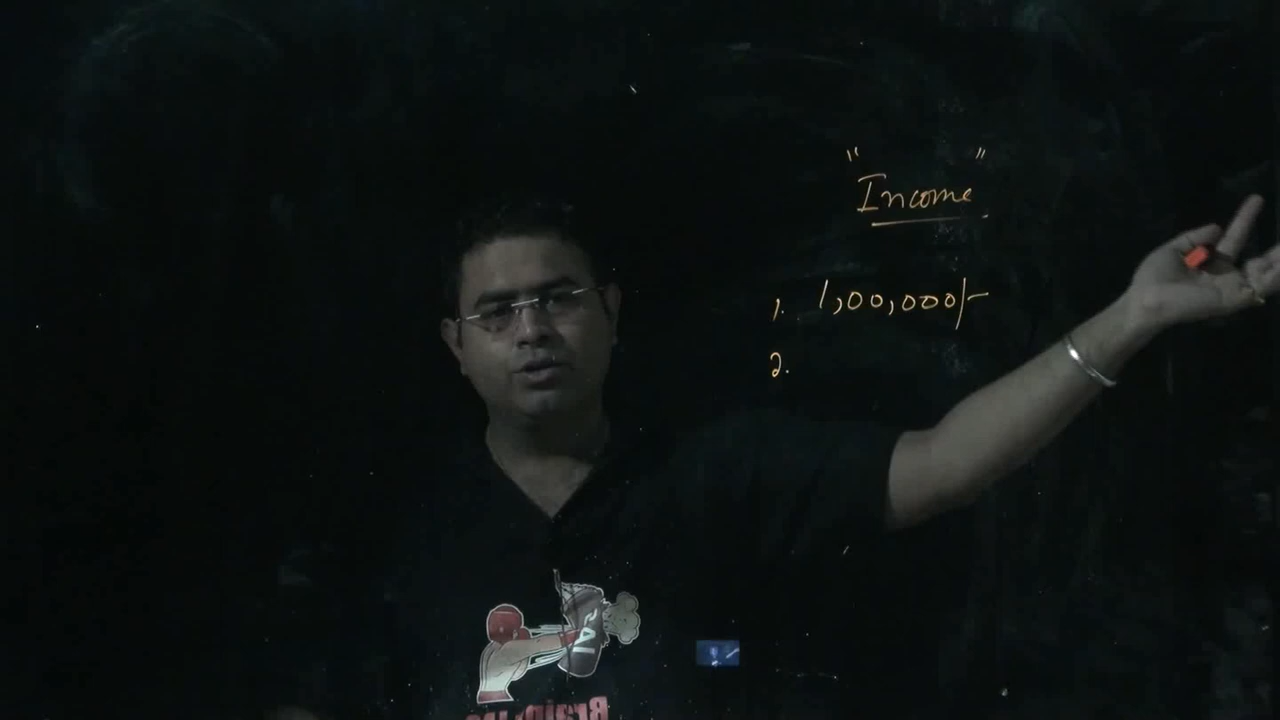 "Income"
1. 1,00,000/-
2.